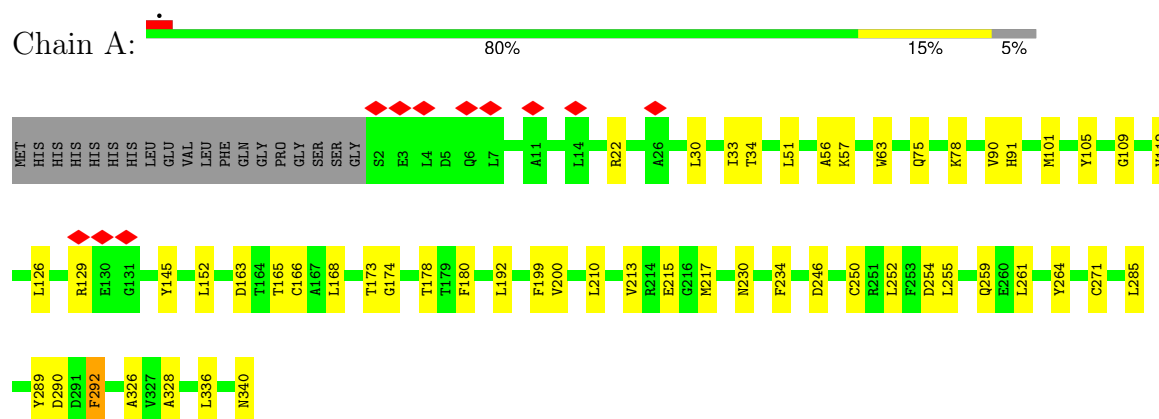 Chain A:
80% 15% 5%
MET HIS HIS HIS HIS HIS HIS LEU GLU VAL LEU PHE GLN GLY PRO GLY SER SER GLY S2 E3 L4 D5 Q6 L7 A11 L14 R22 A26 L30 I33 T34 L51 A56 K57 W63 Q75 K78 V90 H91 M101 Y105 G109
L126 R129 E130 G131 Y145 L152 D163 T164 T165 C166 A167 L168 T173 G174 T178 T179 F180 L192 F199 V200 L210 V213 R214 E215 G216 M217 N230 F234 D246 C250 R251 L252 F253 D254 L255 Q259 E260 L261 Y264 C271 L285
Y289 D290 D291 F292 A326 V327 A328 L336 N340